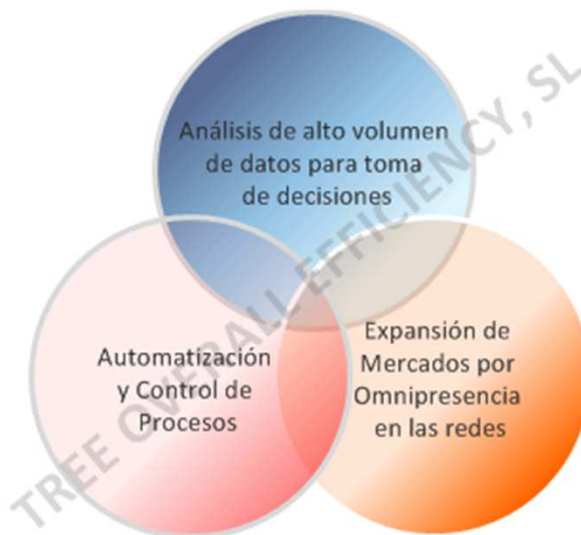 Análisis de alto volumen
de datos para toma
de decisiones
Automatización
y Control de
Procesos
Expansión de
Mercados por
Omnipresencia
en las redes
TREE OVERALL EFFICIENCY, SL